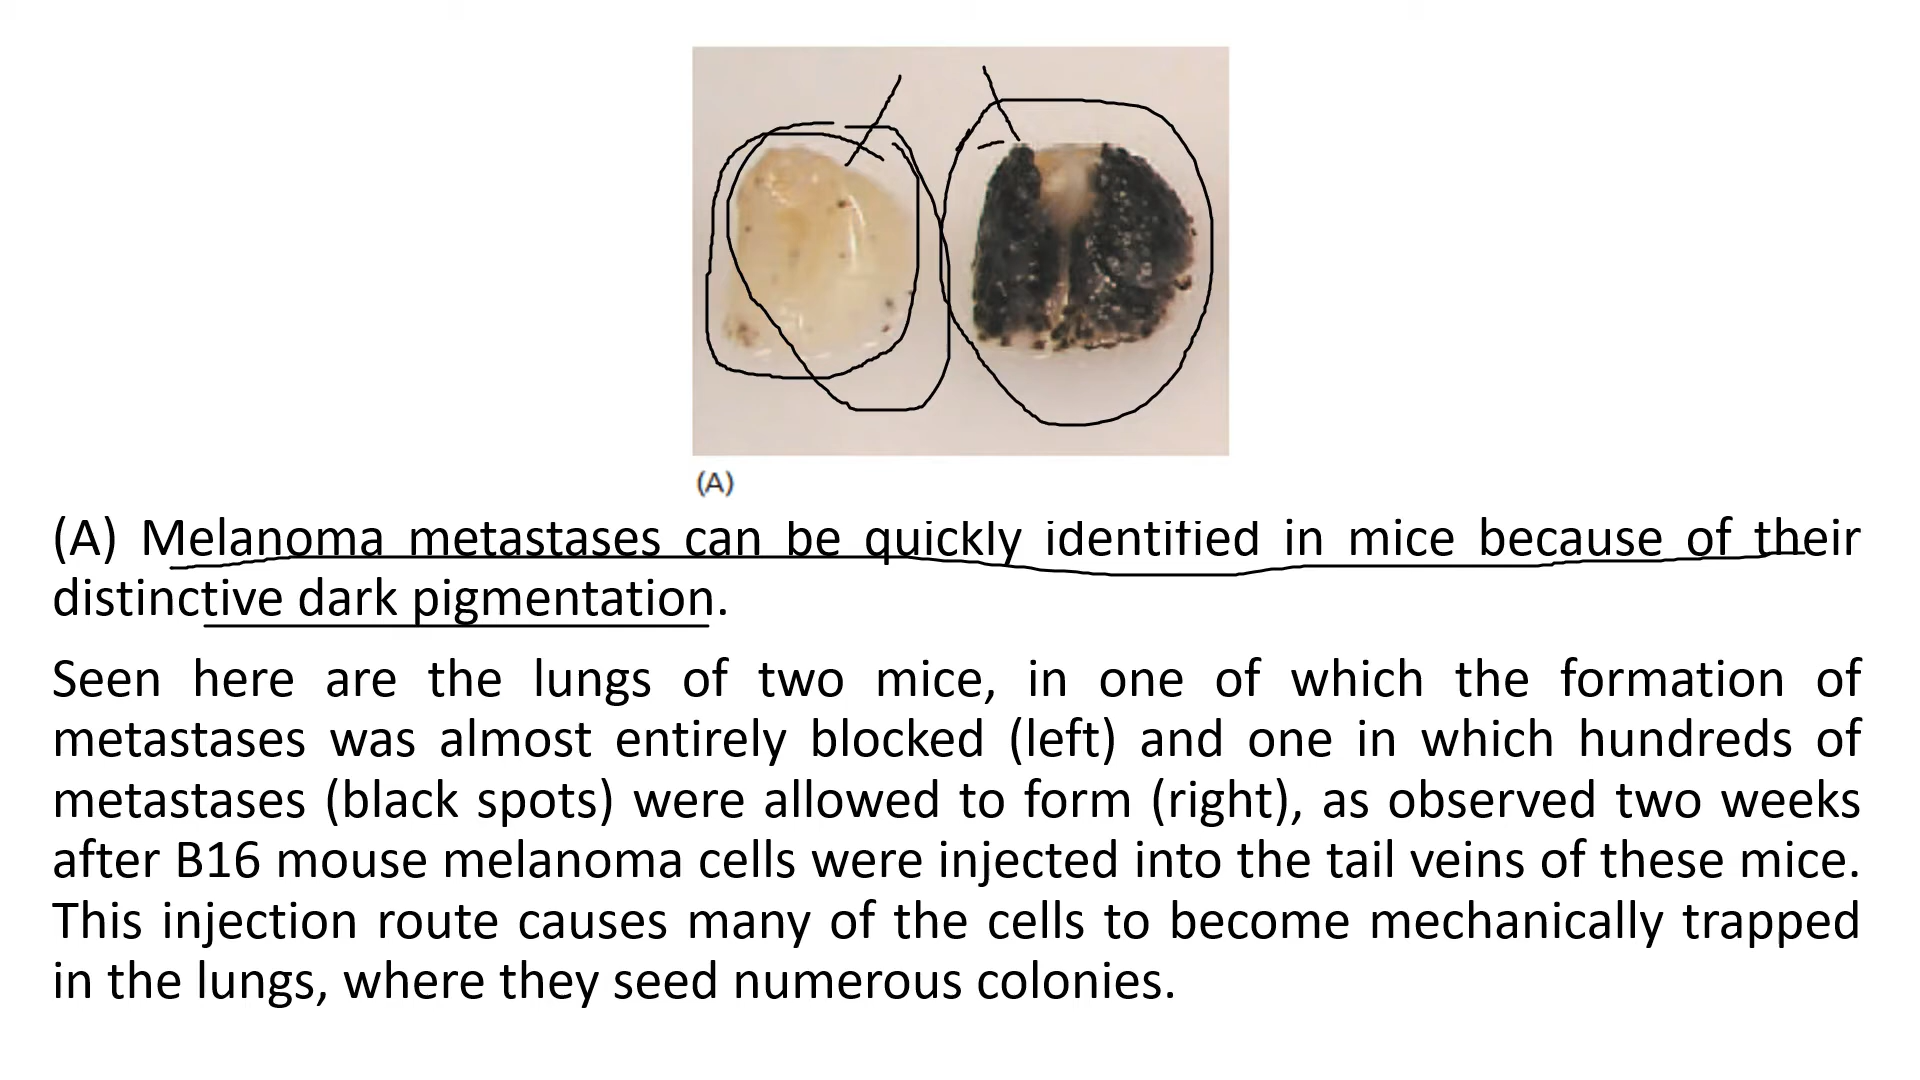 (A)
(A) Melanoma metastases can be quickly identified in mice because of their
distinctive dark pigmentation.
Seen here are the lungs of two mice, in one of which the formation of
metastases was almost entirely blocked (left) and one in which hundreds of
metastases (black spots) were allowed to form (right), as observed two weeks
after B16 mouse melanoma cells were injected into the tail veins of these mice.
This injection route causes many of the cells to become mechanically trapped
in the lungs, where they seed numerous colonies.